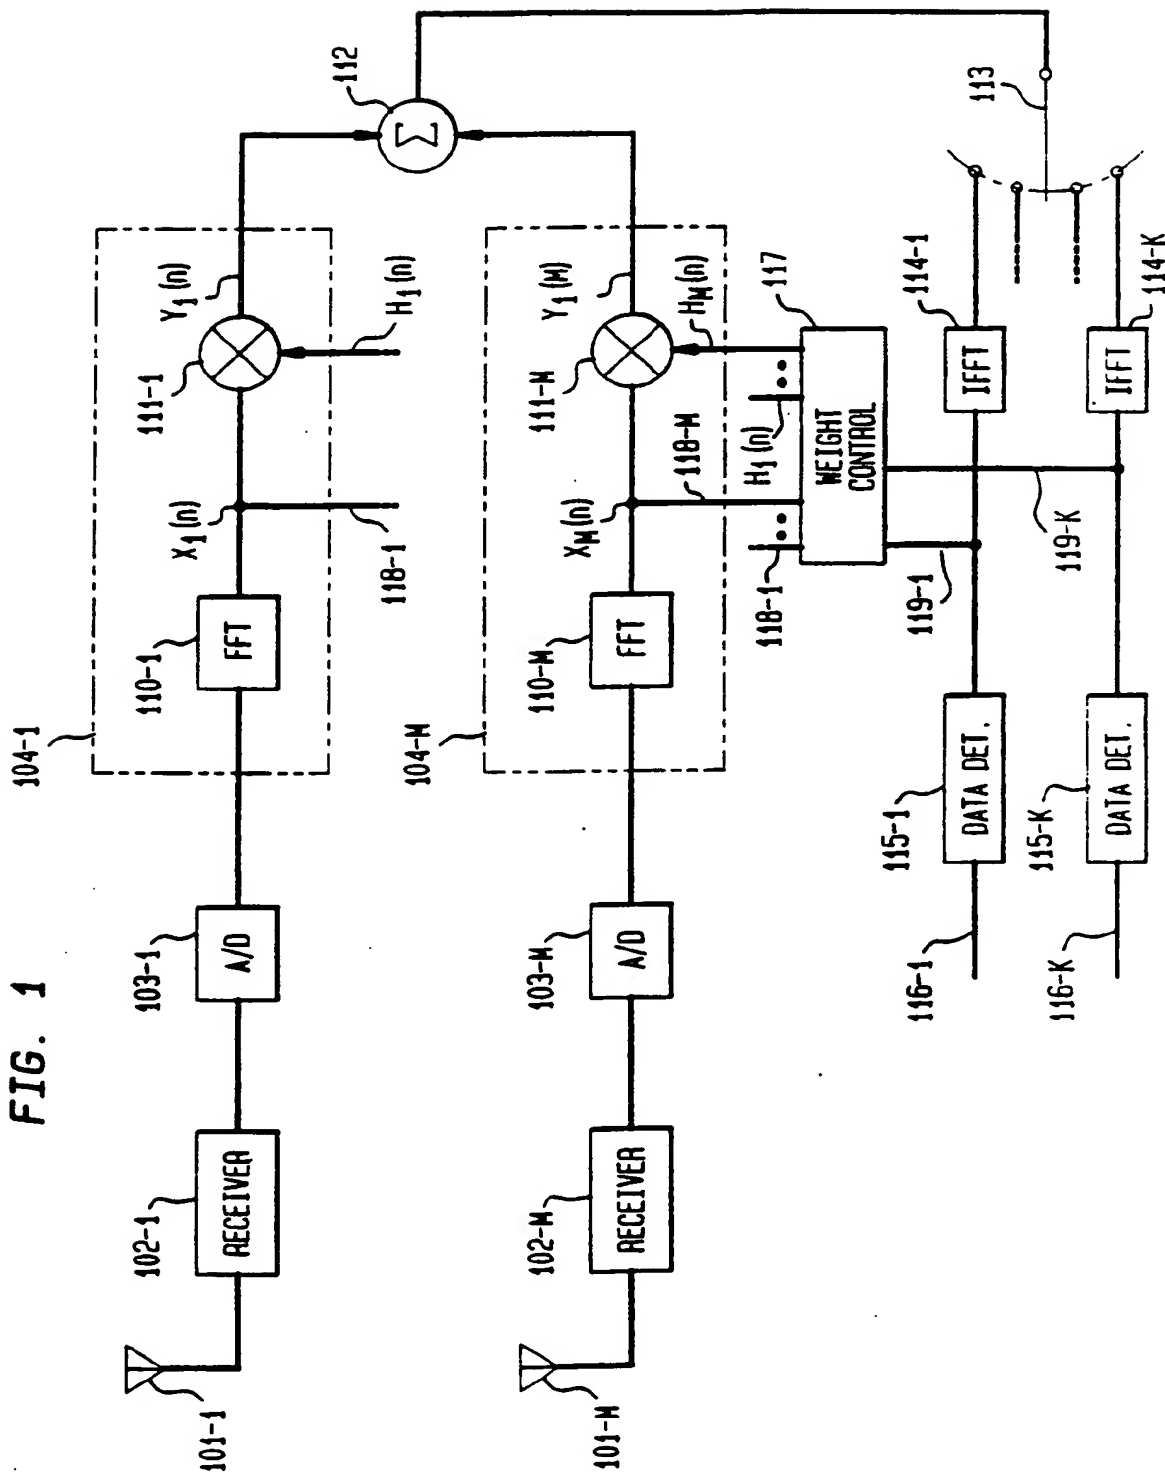 FIG. 1
101-1
102-1
RECEIVER
103-1
A/D
104-1
110-1
FFT
X1(n)
118-1
111-1
H1(n)
Y1(n)
112
Σ
101-M
102-M
RECEIVER
103-M
A/D
104-M
110-M
FFT
XM(n)
118-M
111-M
HM(n)
Y1(M)
118-1
H1(n)
117
WEIGHT
CONTROL
119-1
119-K
116-1
115-1
DATA DET.
IFFT
114-1
113
116-K
115-K
DATA DET.
IFFT
114-K